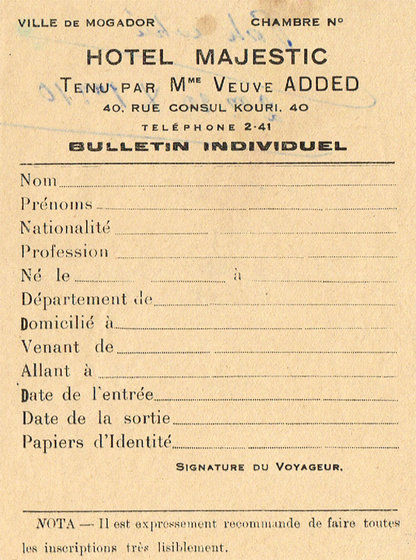 VILLE DE MOGADOR CHAMBRE Nº
HOTEL MAJESTIC
TENU PAR MME VEUVE ADDED
40, RUE CONSUL KOURI, 40
TELÉPHONE 2-41
BULLETIN INDIVIDUEL
Nom
Prénoms
Nationalité
Profession
Né le à
Département de
Domicilié à
Venant de
Allant à
Date de l'entrée
Date de la sortie
Papiers d'Identité
SIGNATURE DU VOYAGEUR.
NOTA — Il est expressement recommande de faire toutes
les inscriptions très lisiblement.